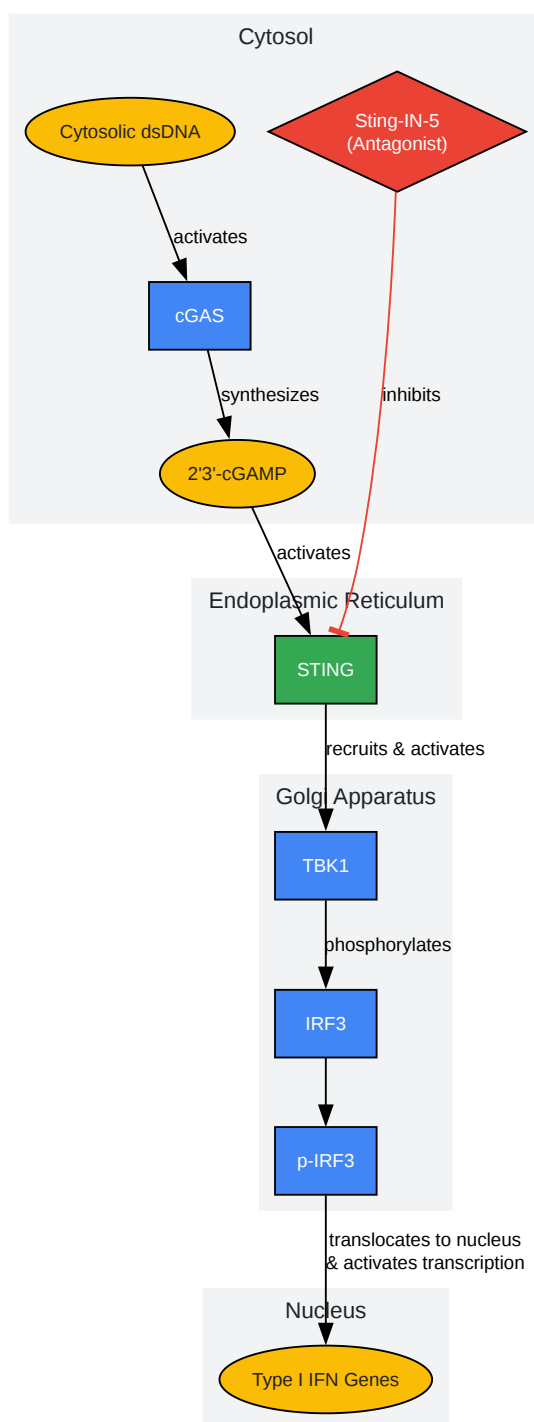 Cytosol
Cytosolic dsDNA
Sting-IN-5
(Antagonist)
activates
cGAS
synthesizes
inhibits
2'3'-cGAMP
activates
Endoplasmic Reticulum
STING
recruits & activates
Golgi Apparatus
TBK1
phosphorylates
IRF3
p-IRF3
translocates to nucleus
& activates transcription
Nucleus
Type I IFN Genes